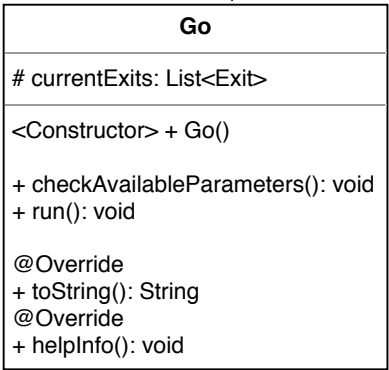 Go
# currentExits: List<Exit>
<Constructor> + Go()
+ checkAvailableParameters(): void
+ run(): void
@Override
+ toString(): String
@Override
+ helpInfo(): void